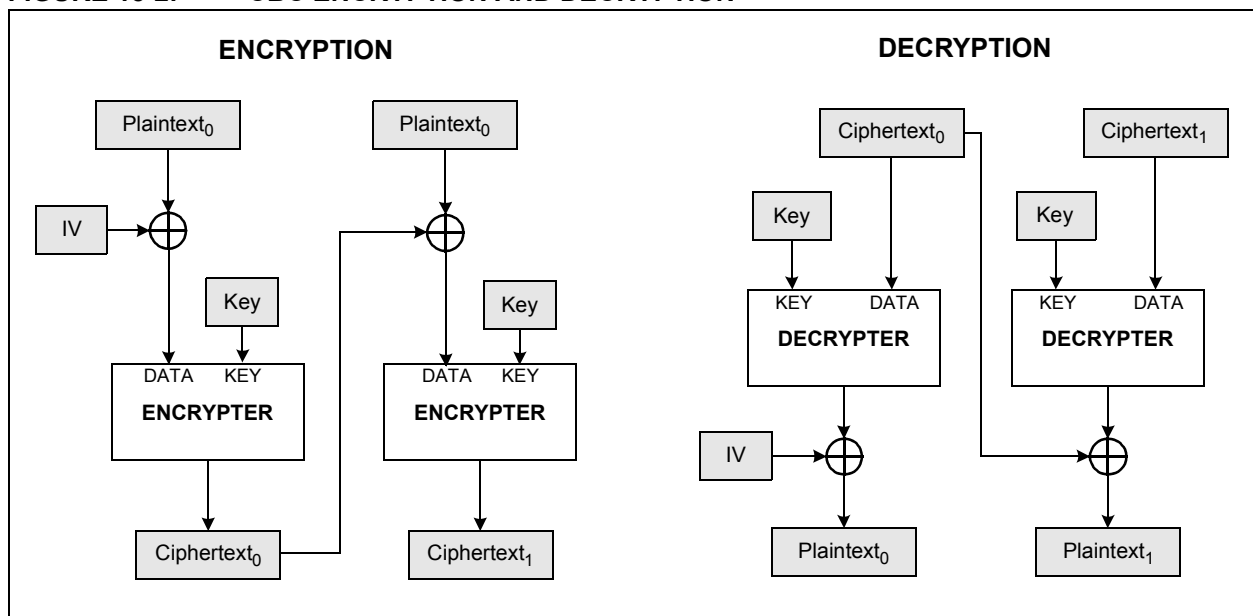 ENCRYPTION
Plaintext0 Plaintext0
IV
Key Key
DATA KEY DATA KEY
ENCRYPTER ENCRYPTER
Ciphertext0 Ciphertext1
DECRYPTION
Ciphertext0 Ciphertext1
Key Key
KEY DATA KEY DATA
DECRYPTER DECRYPTER
IV
Plaintext0 Plaintext1